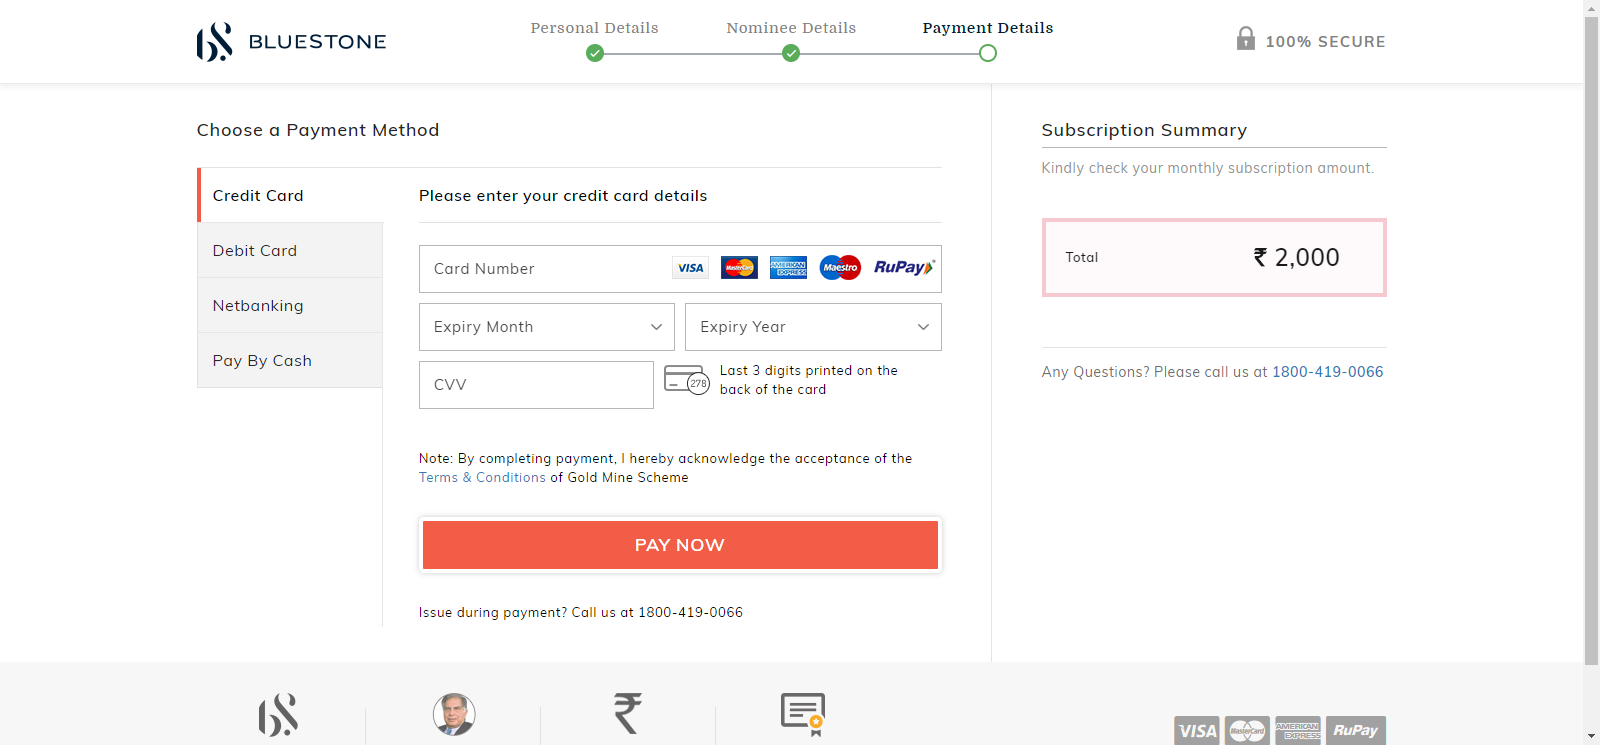 BLUESTONE
Personal Details
Nominee Details
Payment Details
100% SECURE
Choose a Payment Method
Credit Card
Debit Card
Netbanking
Pay By Cash
Please enter your credit card details
Card Number
VISA
MasterCard
AMERICAN EXPRESS
Maestro
RuPay
Expiry Month
Expiry Year
CVV
278
Last 3 digits printed on the
back of the card
Note: By completing payment, I hereby acknowledge the acceptance of the
Terms & Conditions of Gold Mine Scheme
PAY NOW
Issue during payment? Call us at 1800-419-0066
Subscription Summary
Kindly check your monthly subscription amount.
Total
₹ 2,000
Any Questions? Please call us at 1800-419-0066
₹
VISA
MasterCard
AMERICAN EXPRESS
RuPay